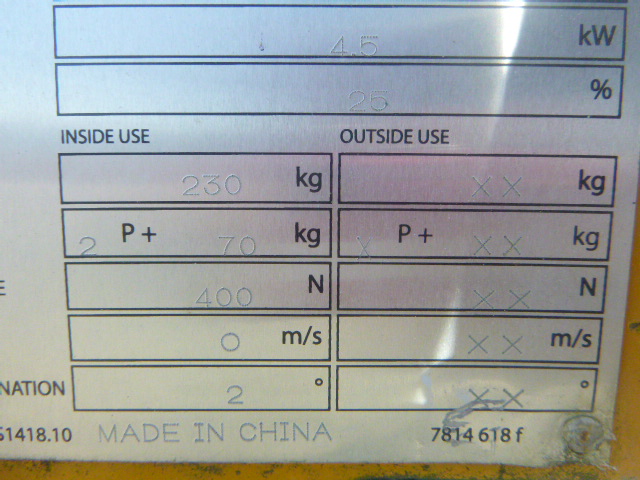 4.5 kW
25 %
INSIDE USE OUTSIDE USE
230 kg XX kg
2 P + 70 kg X P + XX kg
400 N XX N
0 m/s XX m/s
NATION 2 ° XX °
S1418.10 MADE IN CHINA 7814 618 f